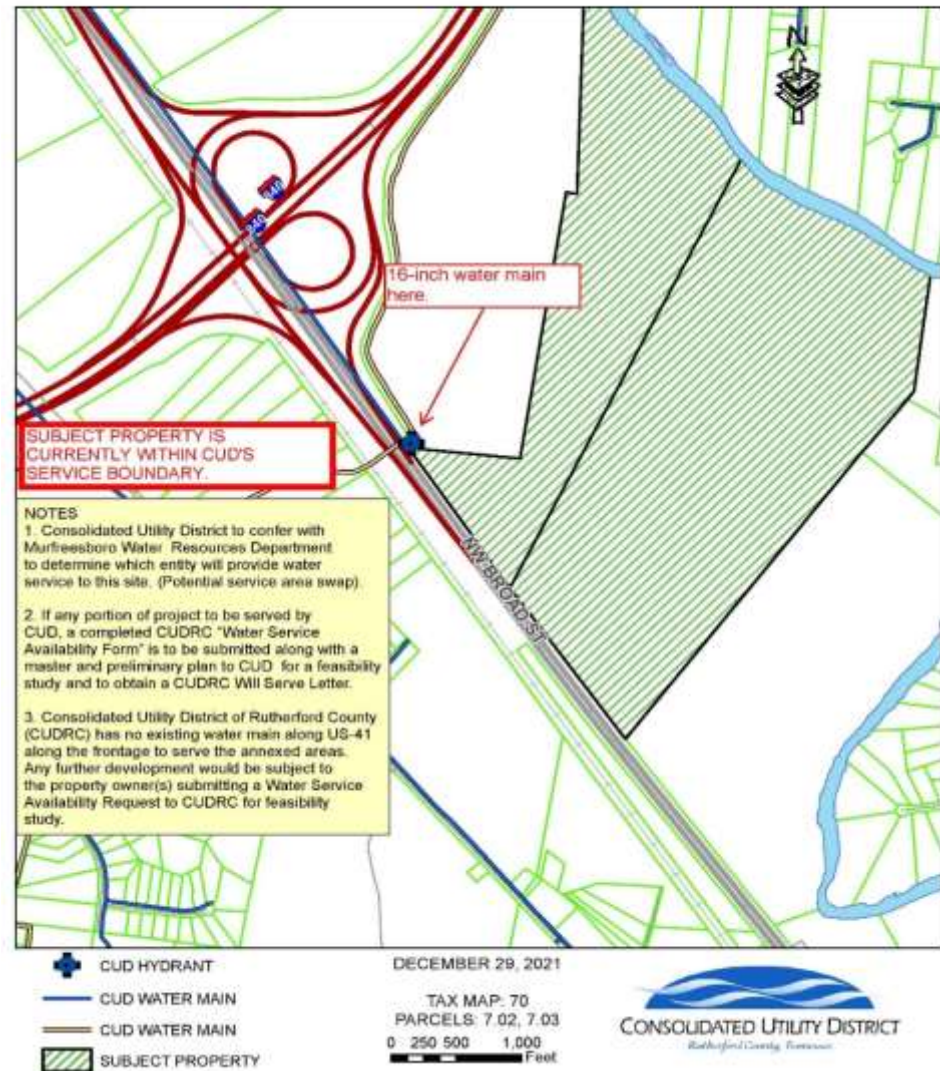 N
840
840
16-inch water main
here.
SUBJECT PROPERTY IS
CURRENTLY WITHIN CUD'S
SERVICE BOUNDARY.
NW BROAD ST
NOTES
1. Consolidated Utility District to confer with
Murfreesboro Water Resources Department
to determine which entity will provide water
service to this site. (Potential service area swap)
2. If any portion of project to be served by
CUD, a completed CUDRC "Water Service
Availability Form" is to be submitted along with a
master and preliminary plan to CUD for a feasibility
study and to obtain a CUDRC Will Serve Letter.
3. Consolidated Utility District of Rutherford County
(CUDRC) has no existing water main along US-41
along the frontage to serve the annexed areas.
Any further development would be subject to
the property owner(s) submitting a Water Service
Availability Request to CUDRC for feasibility
study.
CUD HYDRANT
CUD WATER MAIN
CUD WATER MAIN
SUBJECT PROPERTY
DECEMBER 29, 2021
TAX MAP: 70
PARCELS: 7.02, 7.03
0 250 500 1,000
Feet
CONSOLIDATED UTILITY DISTRICT
Rutherford County, Tennessee